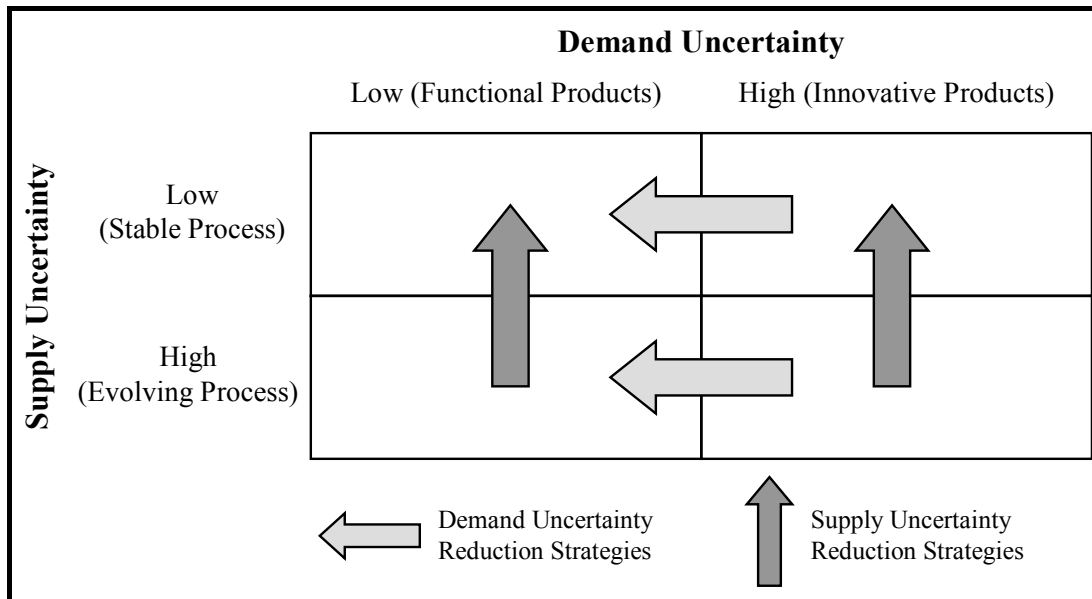 Demand Uncertainty
Low (Functional Products)
High (Innovative Products)
Supply Uncertainty
Low
(Stable Process)
High
(Evolving Process)
Demand Uncertainty
Reduction Strategies
Supply Uncertainty
Reduction Strategies